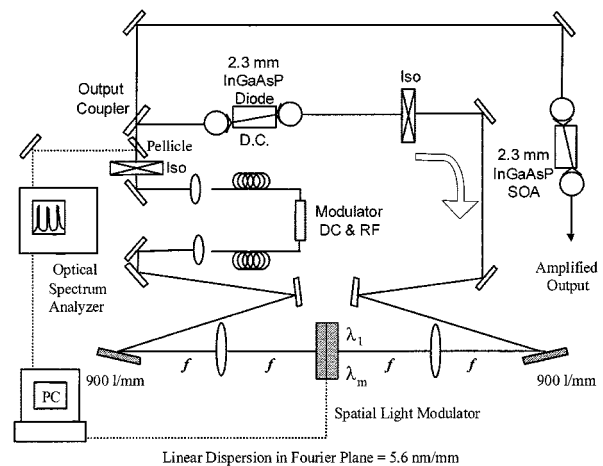 2.3 mm
InGaAsP
Diode
D.C.
Iso
Output
Coupler
Pellicle
Iso
2.3 mm
InGaAsP
SOA
Modulator
DC & RF
Optical
Spectrum
Analyzer
Amplified
Output
λ1
λm
f
f
f
f
900 l/mm
900 l/mm
PC
Spatial Light Modulator
Linear Dispersion in Fourier Plane = 5.6 nm/mm